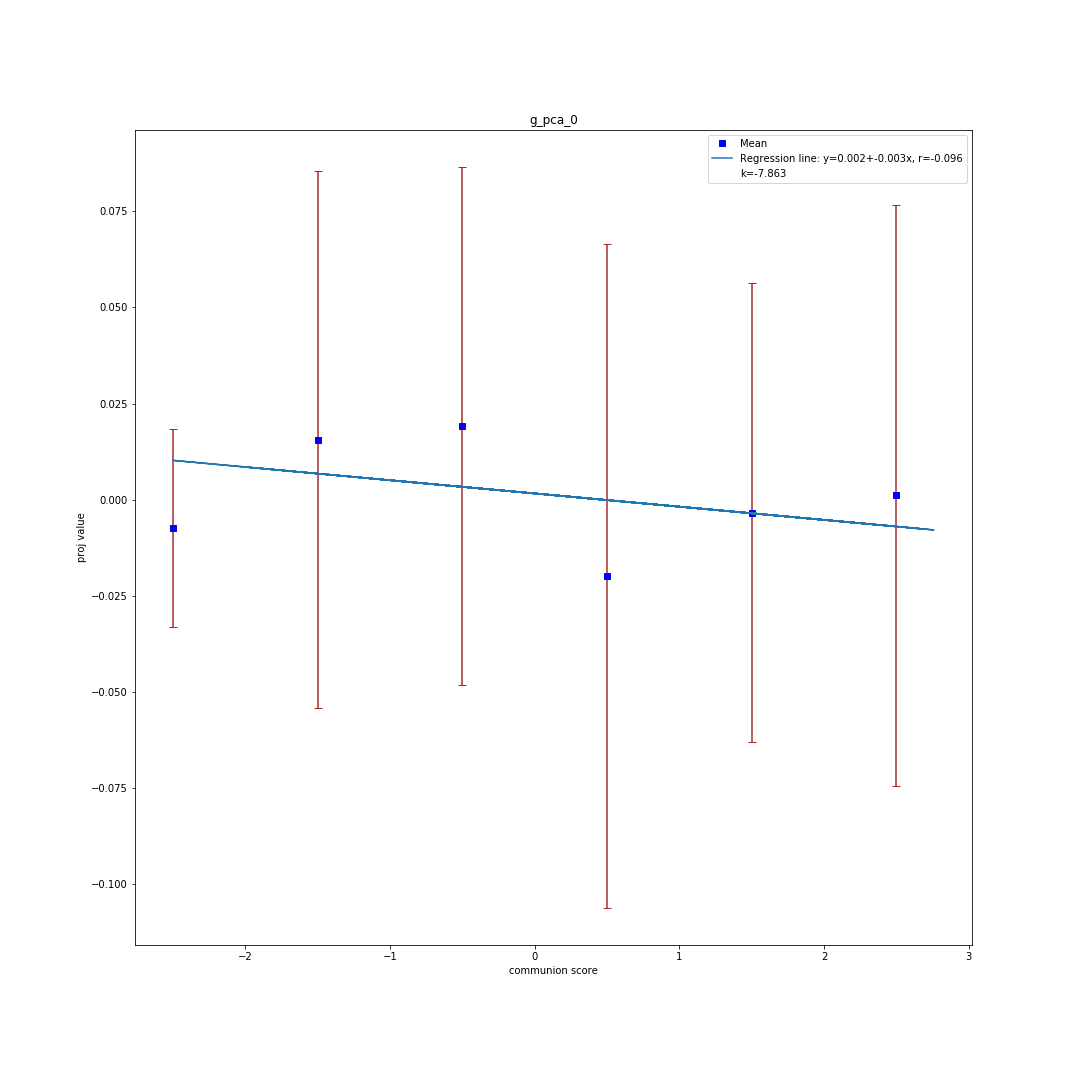 g_pca_0
Mean
Regression line: y=0.002+-0.003x, r=-0.096
k=-7.863
0.075
0.050
0.025
0.000
−0.025
−0.050
−0.075
−0.100
proj value
−2
−1
0
1
2
3
communion score